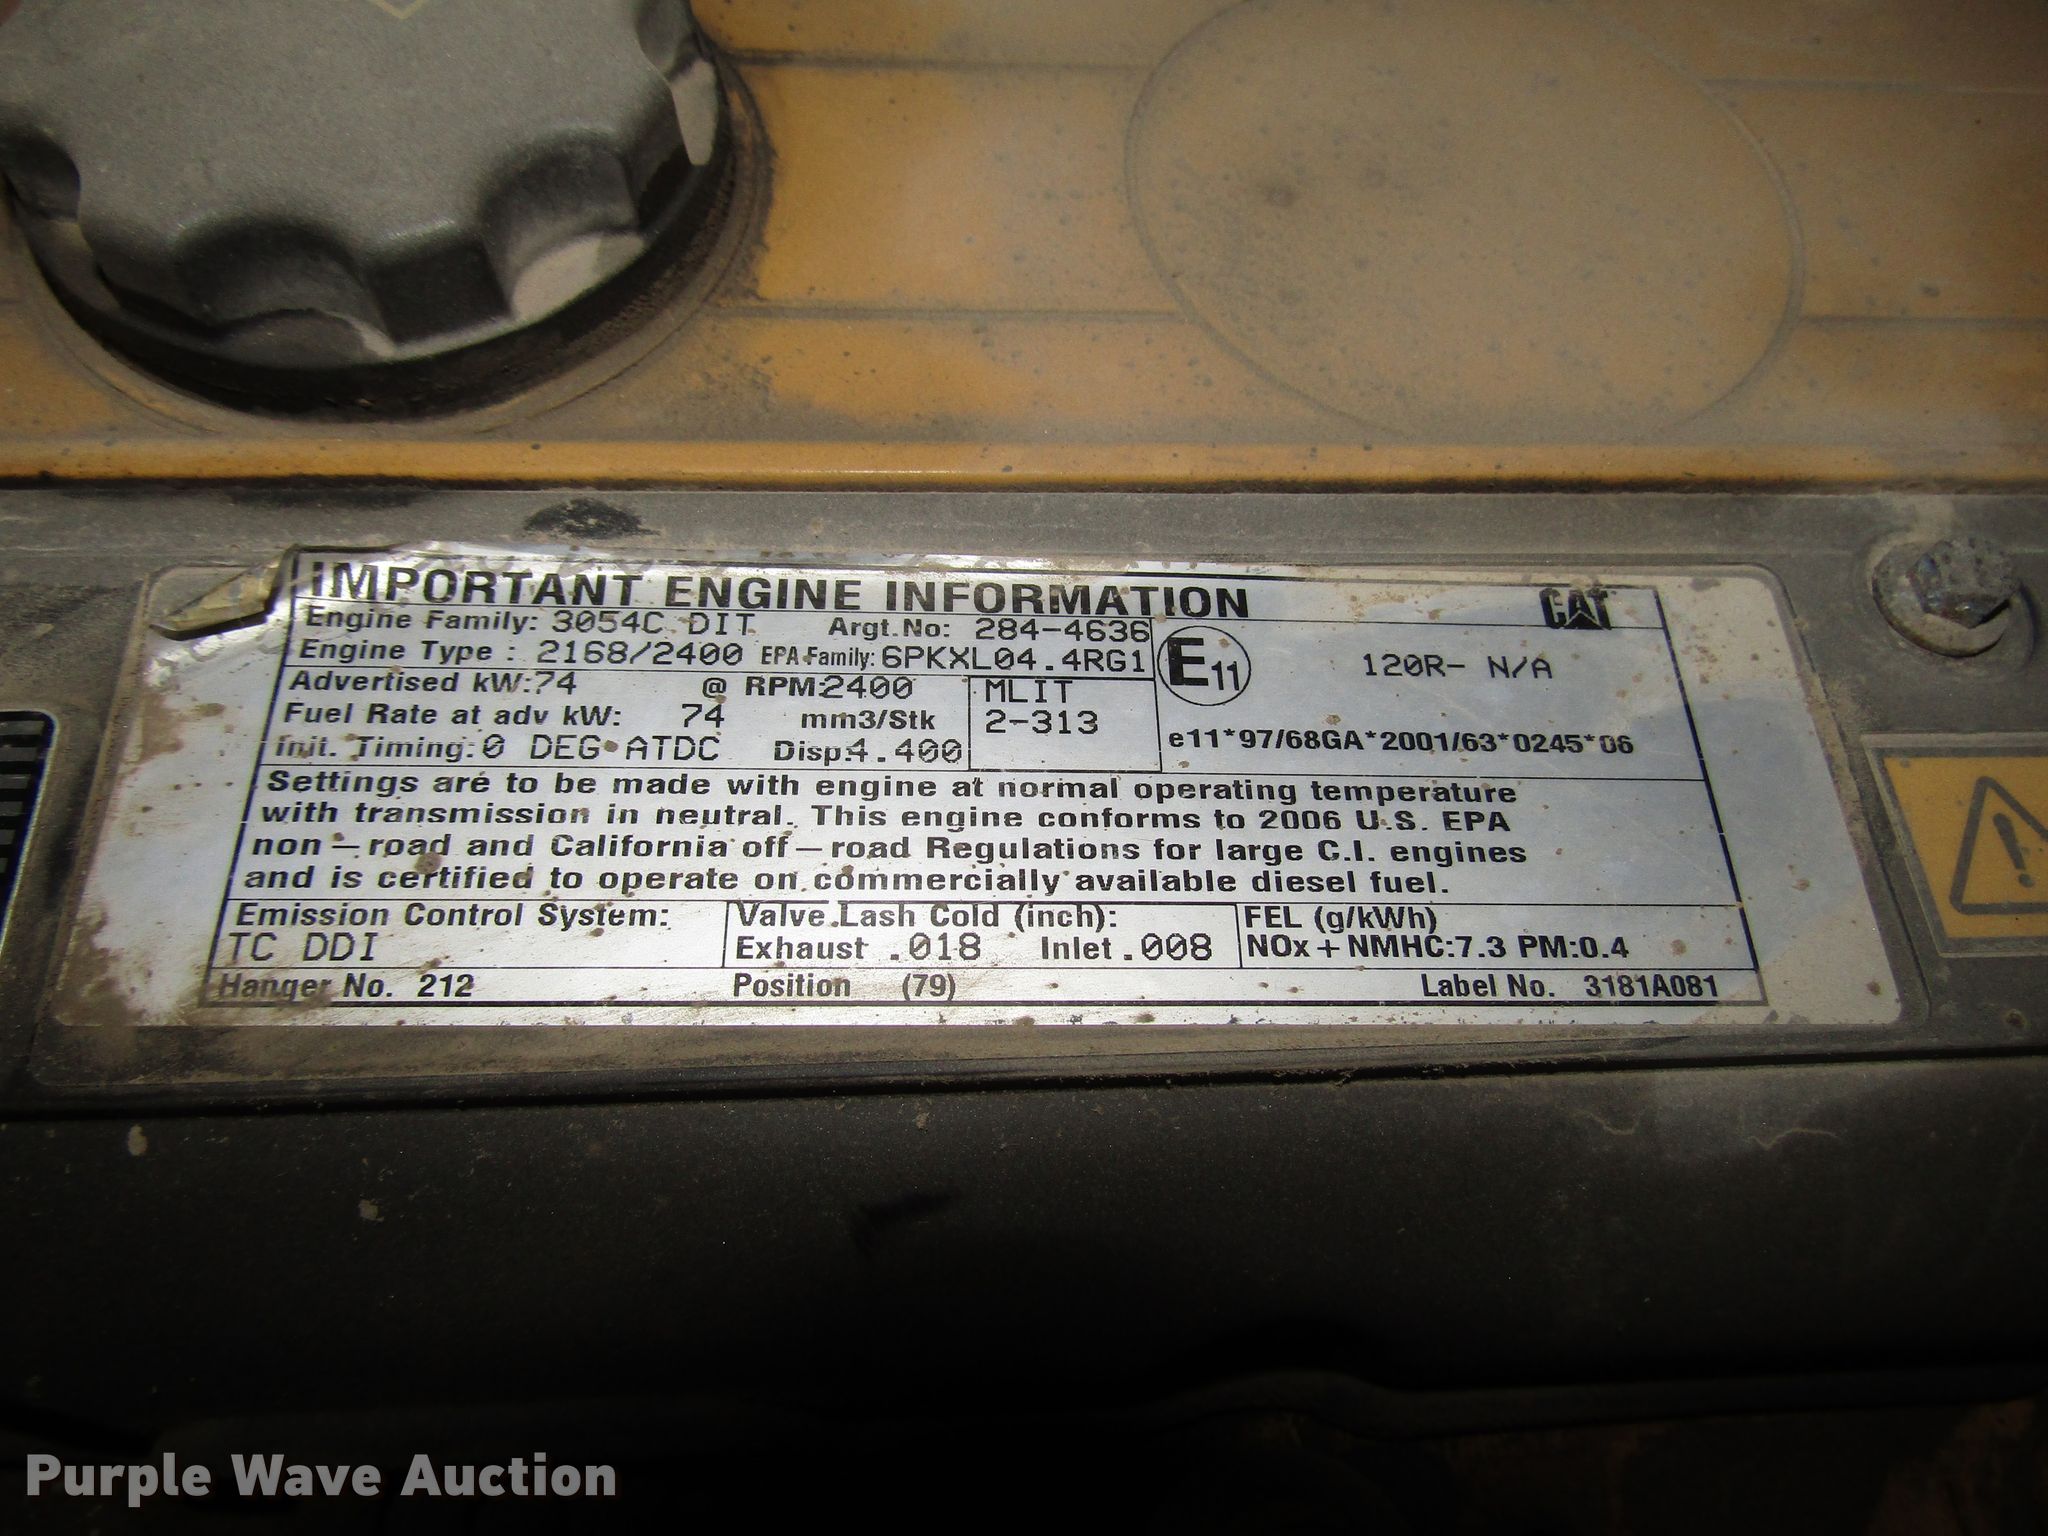 IMPORTANT ENGINE INFORMATION CAT
Engine Family: 3054C DIT Argt.No: 284-4636
Engine Type : 2168/2400 EPA Family: 6PKXL04.4RG1 E11 120R- N/A
Advertised kW:74 @ RPM:2400 MLIT
Fuel Rate at adv kW: 74 mm3/Stk 2-313
Init. Timing:0 DEG ATDC Disp:4.400 e11*97/68GA*2001/63*0245*06
Settings are to be made with engine at normal operating temperature
with transmission in neutral. This engine conforms to 2006 U.S. EPA
non–road and California off–road Regulations for large C.I. engines
and is certified to operate on commercially available diesel fuel.
Emission Control System: Valve Lash Cold (inch): FEL (g/kWh)
TC DDI Exhaust .018 Inlet .008 NOx + NMHC:7.3 PM:0.4
Hanger No. 212 Position (79) Label No. 3181A081
Purple Wave Auction